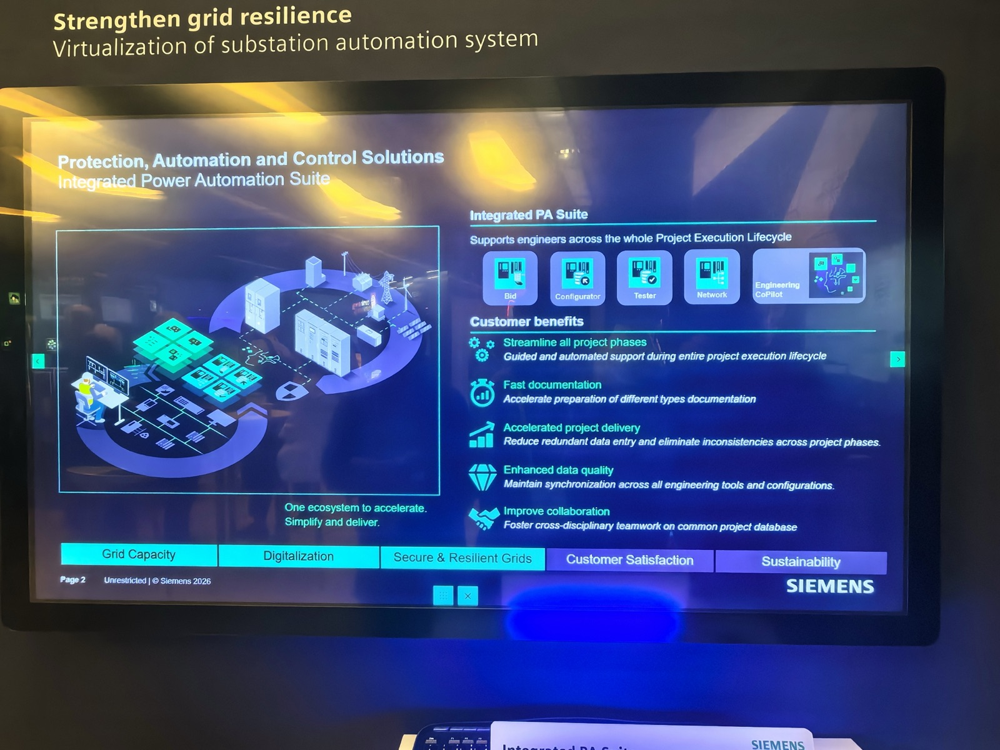 Strengthen grid resilience
Virtualization of substation automation system
Protection, Automation and Control Solutions
Integrated Power Automation Suite
Integrated PA Suite
Supports engineers across the whole Project Execution Lifecycle
Bid
Configurator
Tester
Network
Engineering
CoPilot
Customer benefits
Streamline all project phases
Guided and automated support during entire project execution lifecycle
Fast documentation
Accelerate preparation of different types documentation
Accelerated project delivery
Reduce redundant data entry and eliminate inconsistencies across project phases.
Enhanced data quality
Maintain synchronization across all engineering tools and configurations.
Improve collaboration
Foster cross-disciplinary teamwork on common project database
One ecosystem to accelerate.
Simplify and deliver.
Grid Capacity
Digitalization
Secure & Resilient Grids
Customer Satisfaction
Sustainability
Page 2
Unrestricted | © Siemens 2026
SIEMENS
Integrated PA Suite
SIEMENS